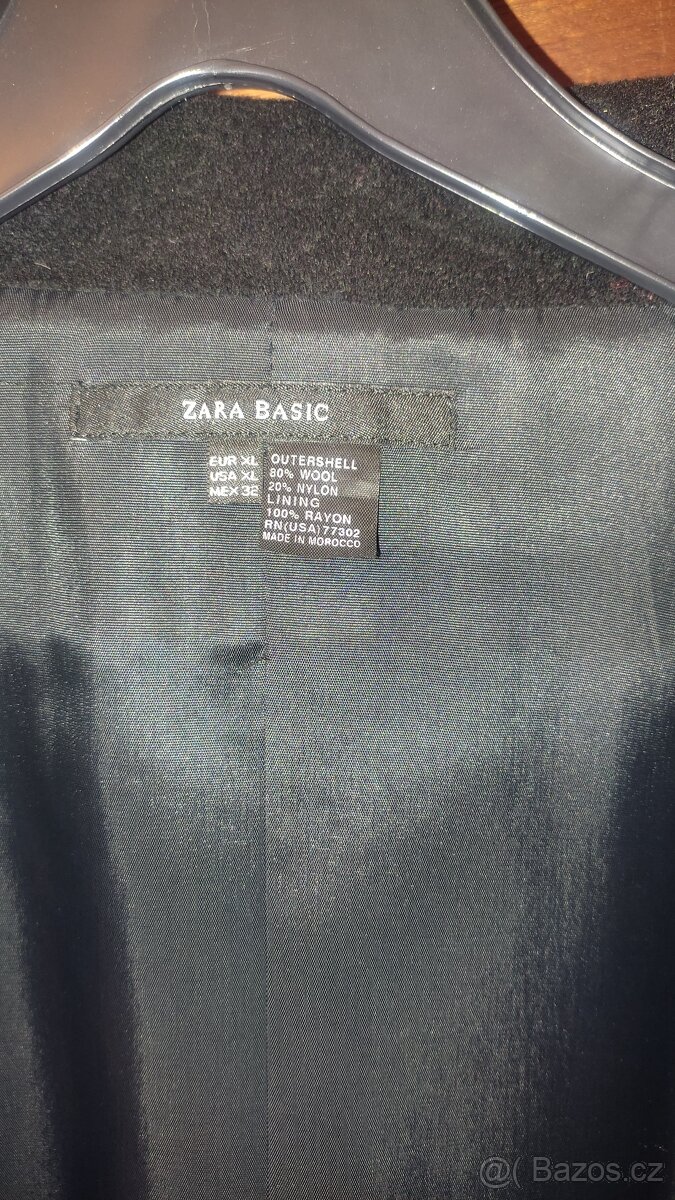 ZARA BASIC
EUR XL
USA XL
MEX 32
OUTERSHELL
80% WOOL
20% NYLON
LINING
100% RAYON
RN(USA)77302
MADE IN MOROCCO
@( Bazos.cz